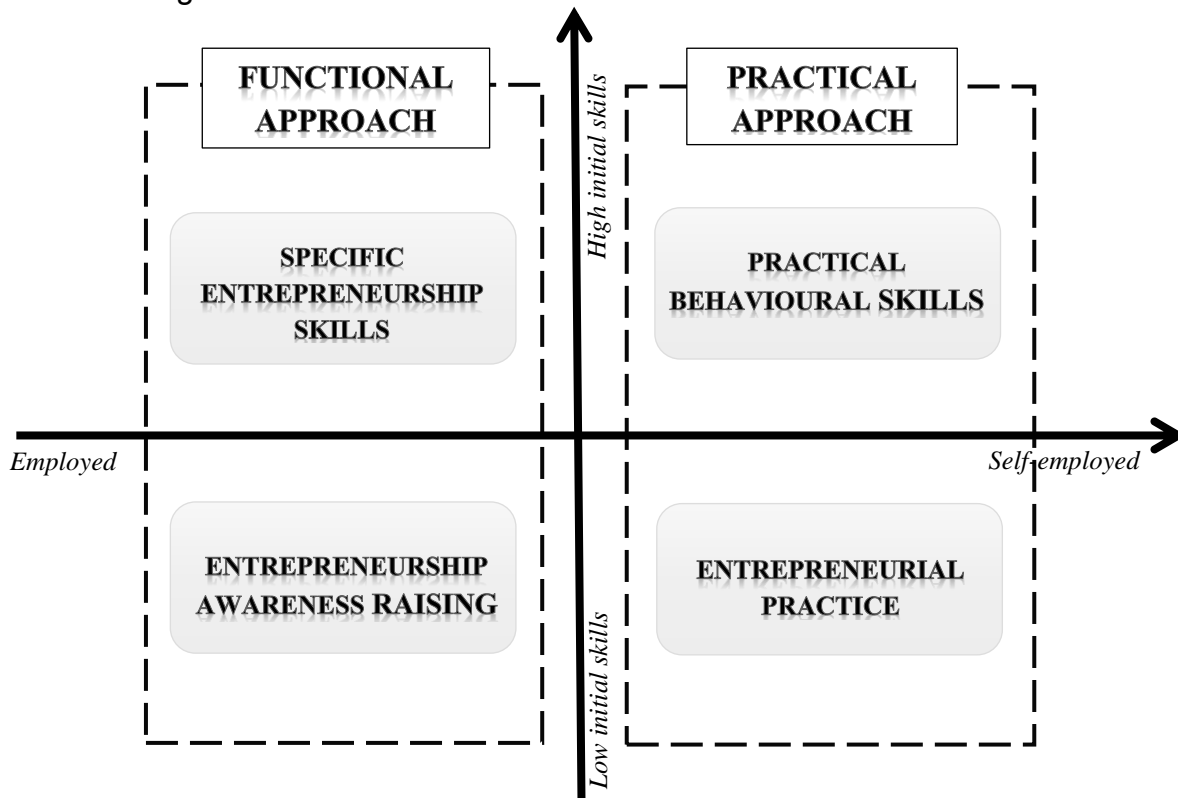 FUNCTIONAL
APPROACH
PRACTICAL
APPROACH
High initial skills
SPECIFIC
ENTREPRENEURSHIP
SKILLS
PRACTICAL
BEHAVIOURAL SKILLS
Employed
Self-employed
ENTREPRENEURSHIP
AWARENESS RAISING
ENTREPRENEURIAL
PRACTICE
Low initial skills